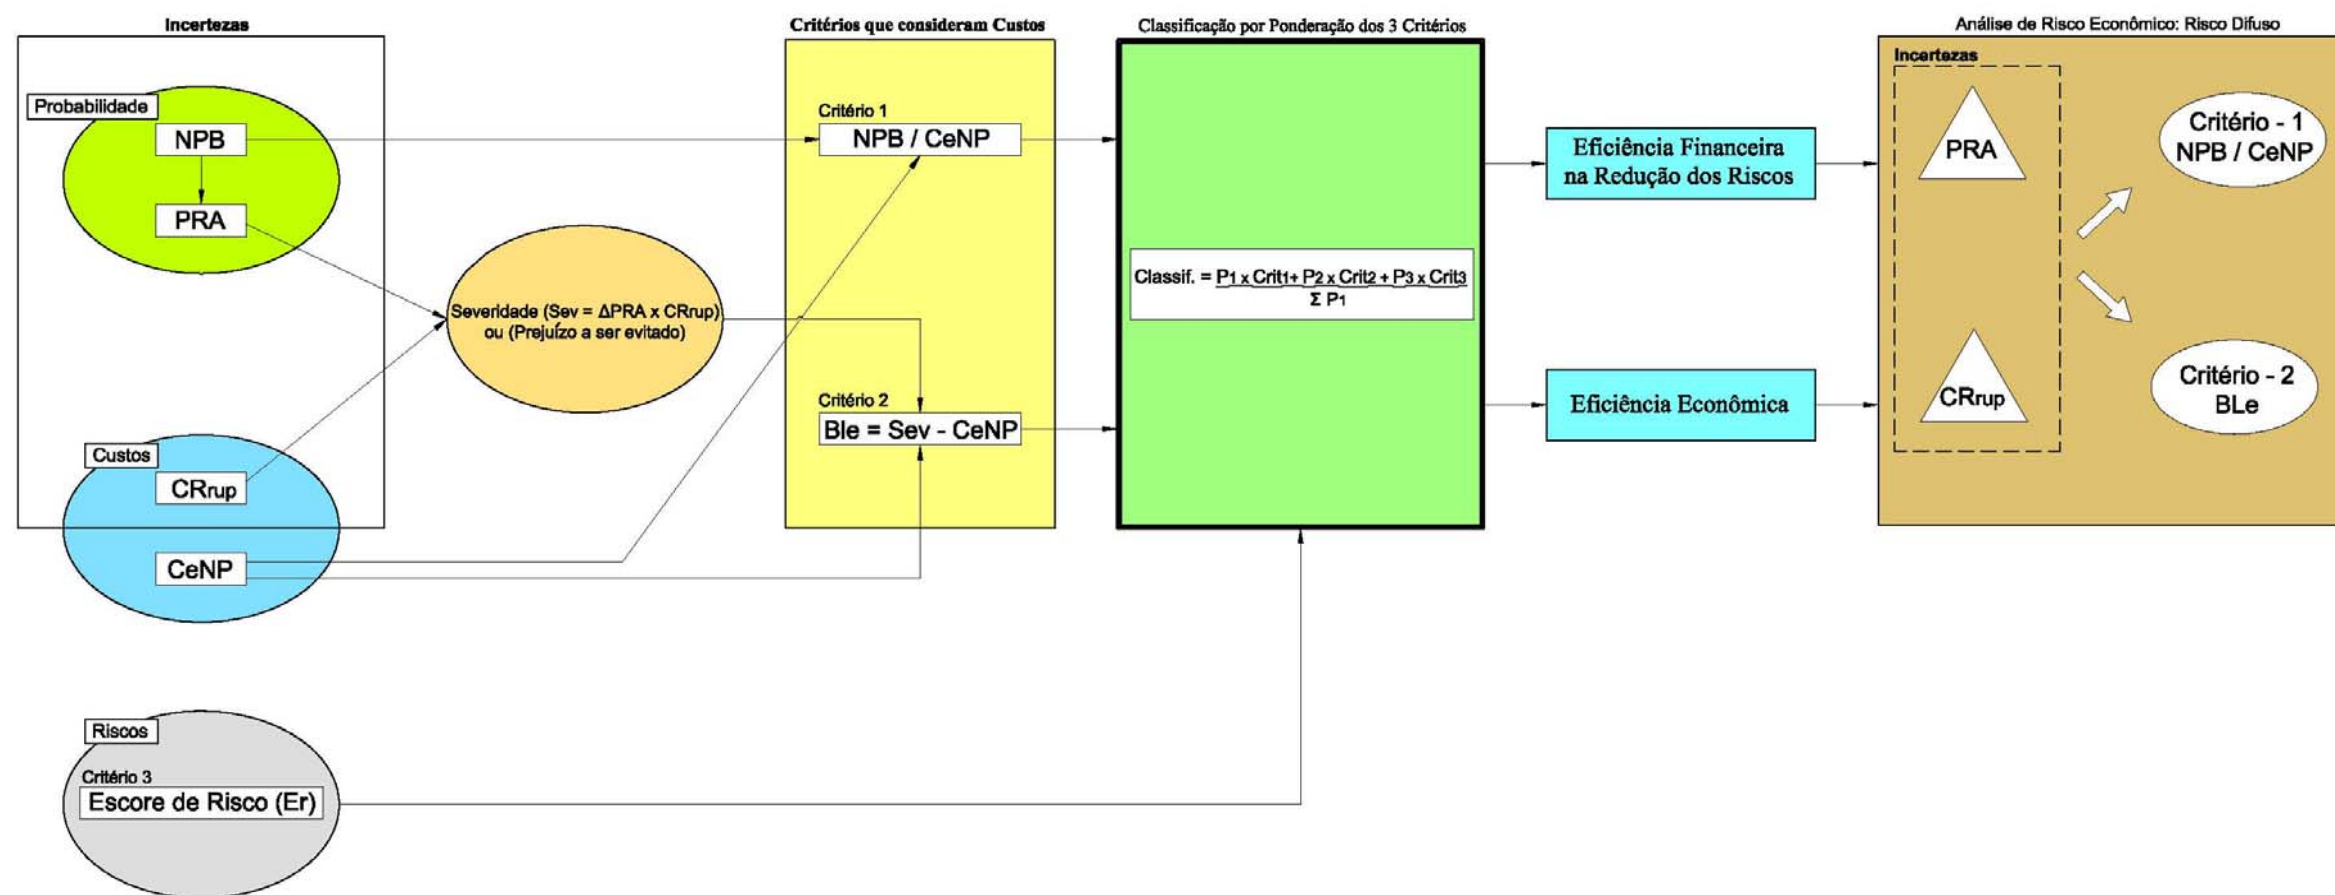 Incertezas
Probabilidade
NPB
PRA
Custos
CRrup
CeNP
Riscos
Critério 3
Escore de Risco (Er)
Severidade (Sev = ΔPRA x CRrup)
ou (Prejuízo a ser evitado)
Critérios que consideram Custos
Critério 1
NPB / CeNP
Critério 2
Ble = Sev - CeNP
Classificação por Ponderação dos 3 Critérios
Classif. = P1 x Crit1+ P2 x Crit2 + P3 x Crit3
Σ P1
Eficiência Financeira
na Redução dos Riscos
Eficiência Econômica
Análise de Risco Econômico: Risco Difuso
Incertezas
PRA
CRrup
Critério - 1
NPB / CeNP
Critério - 2
BLe